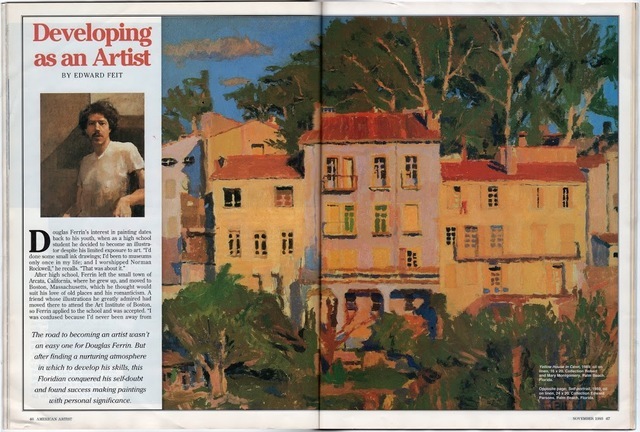 Developing
as an Artist
BY EDWARD FEIT
Douglas Ferrin's interest in painting dates
back to his youth, when as a high school
student he decided to become an illustra-
tor despite his limited exposure to art. "I'd
done some small ink drawings; I'd been to museums
only once in my life; and I worshipped Norman
Rockwell," he recalls. "That was about it."
After high school, Ferrin left the small town of
Arcata, California, where he grew up, and moved to
Boston, Massachusetts, which he thought would
suit his love of old places and his romanticism. A
friend whose illustrations he greatly admired had
moved there to attend the Art Institute of Boston,
so Ferrin applied to the school and was accepted. "I
was confused because I'd never been away from
The road to becoming an artist wasn't
an easy one for Douglas Ferrin. But
after finding a nurturing atmosphere
in which to develop his skills, this
Floridian conquered his self-doubt
and found success making paintings
with personal significance.
AMERICAN ARTIST
Yellow House in Céret, 1989, oil on
linen, 16 x 20. Collection
and Mary Montgomery, Palm Beach,
Florida.
Opposite page: Self-portrait, 1989, oil
on linen, 24 x 20. Collection Edward
Palm Beach, Florida.
NOVEMBER 67